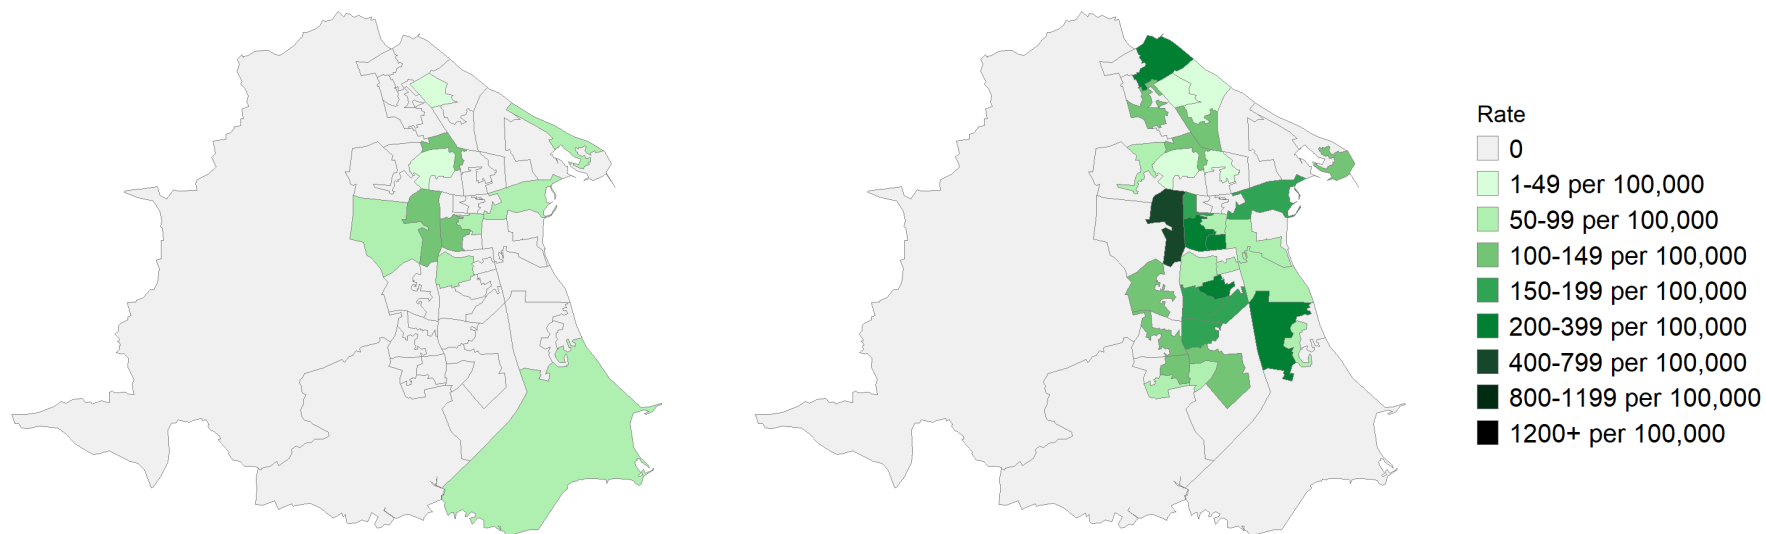 Rate
0
1-49 per 100,000
50-99 per 100,000
100-149 per 100,000
150-199 per 100,000
200-399 per 100,000
400-799 per 100,000
800-1199 per 100,000
1200+ per 100,000